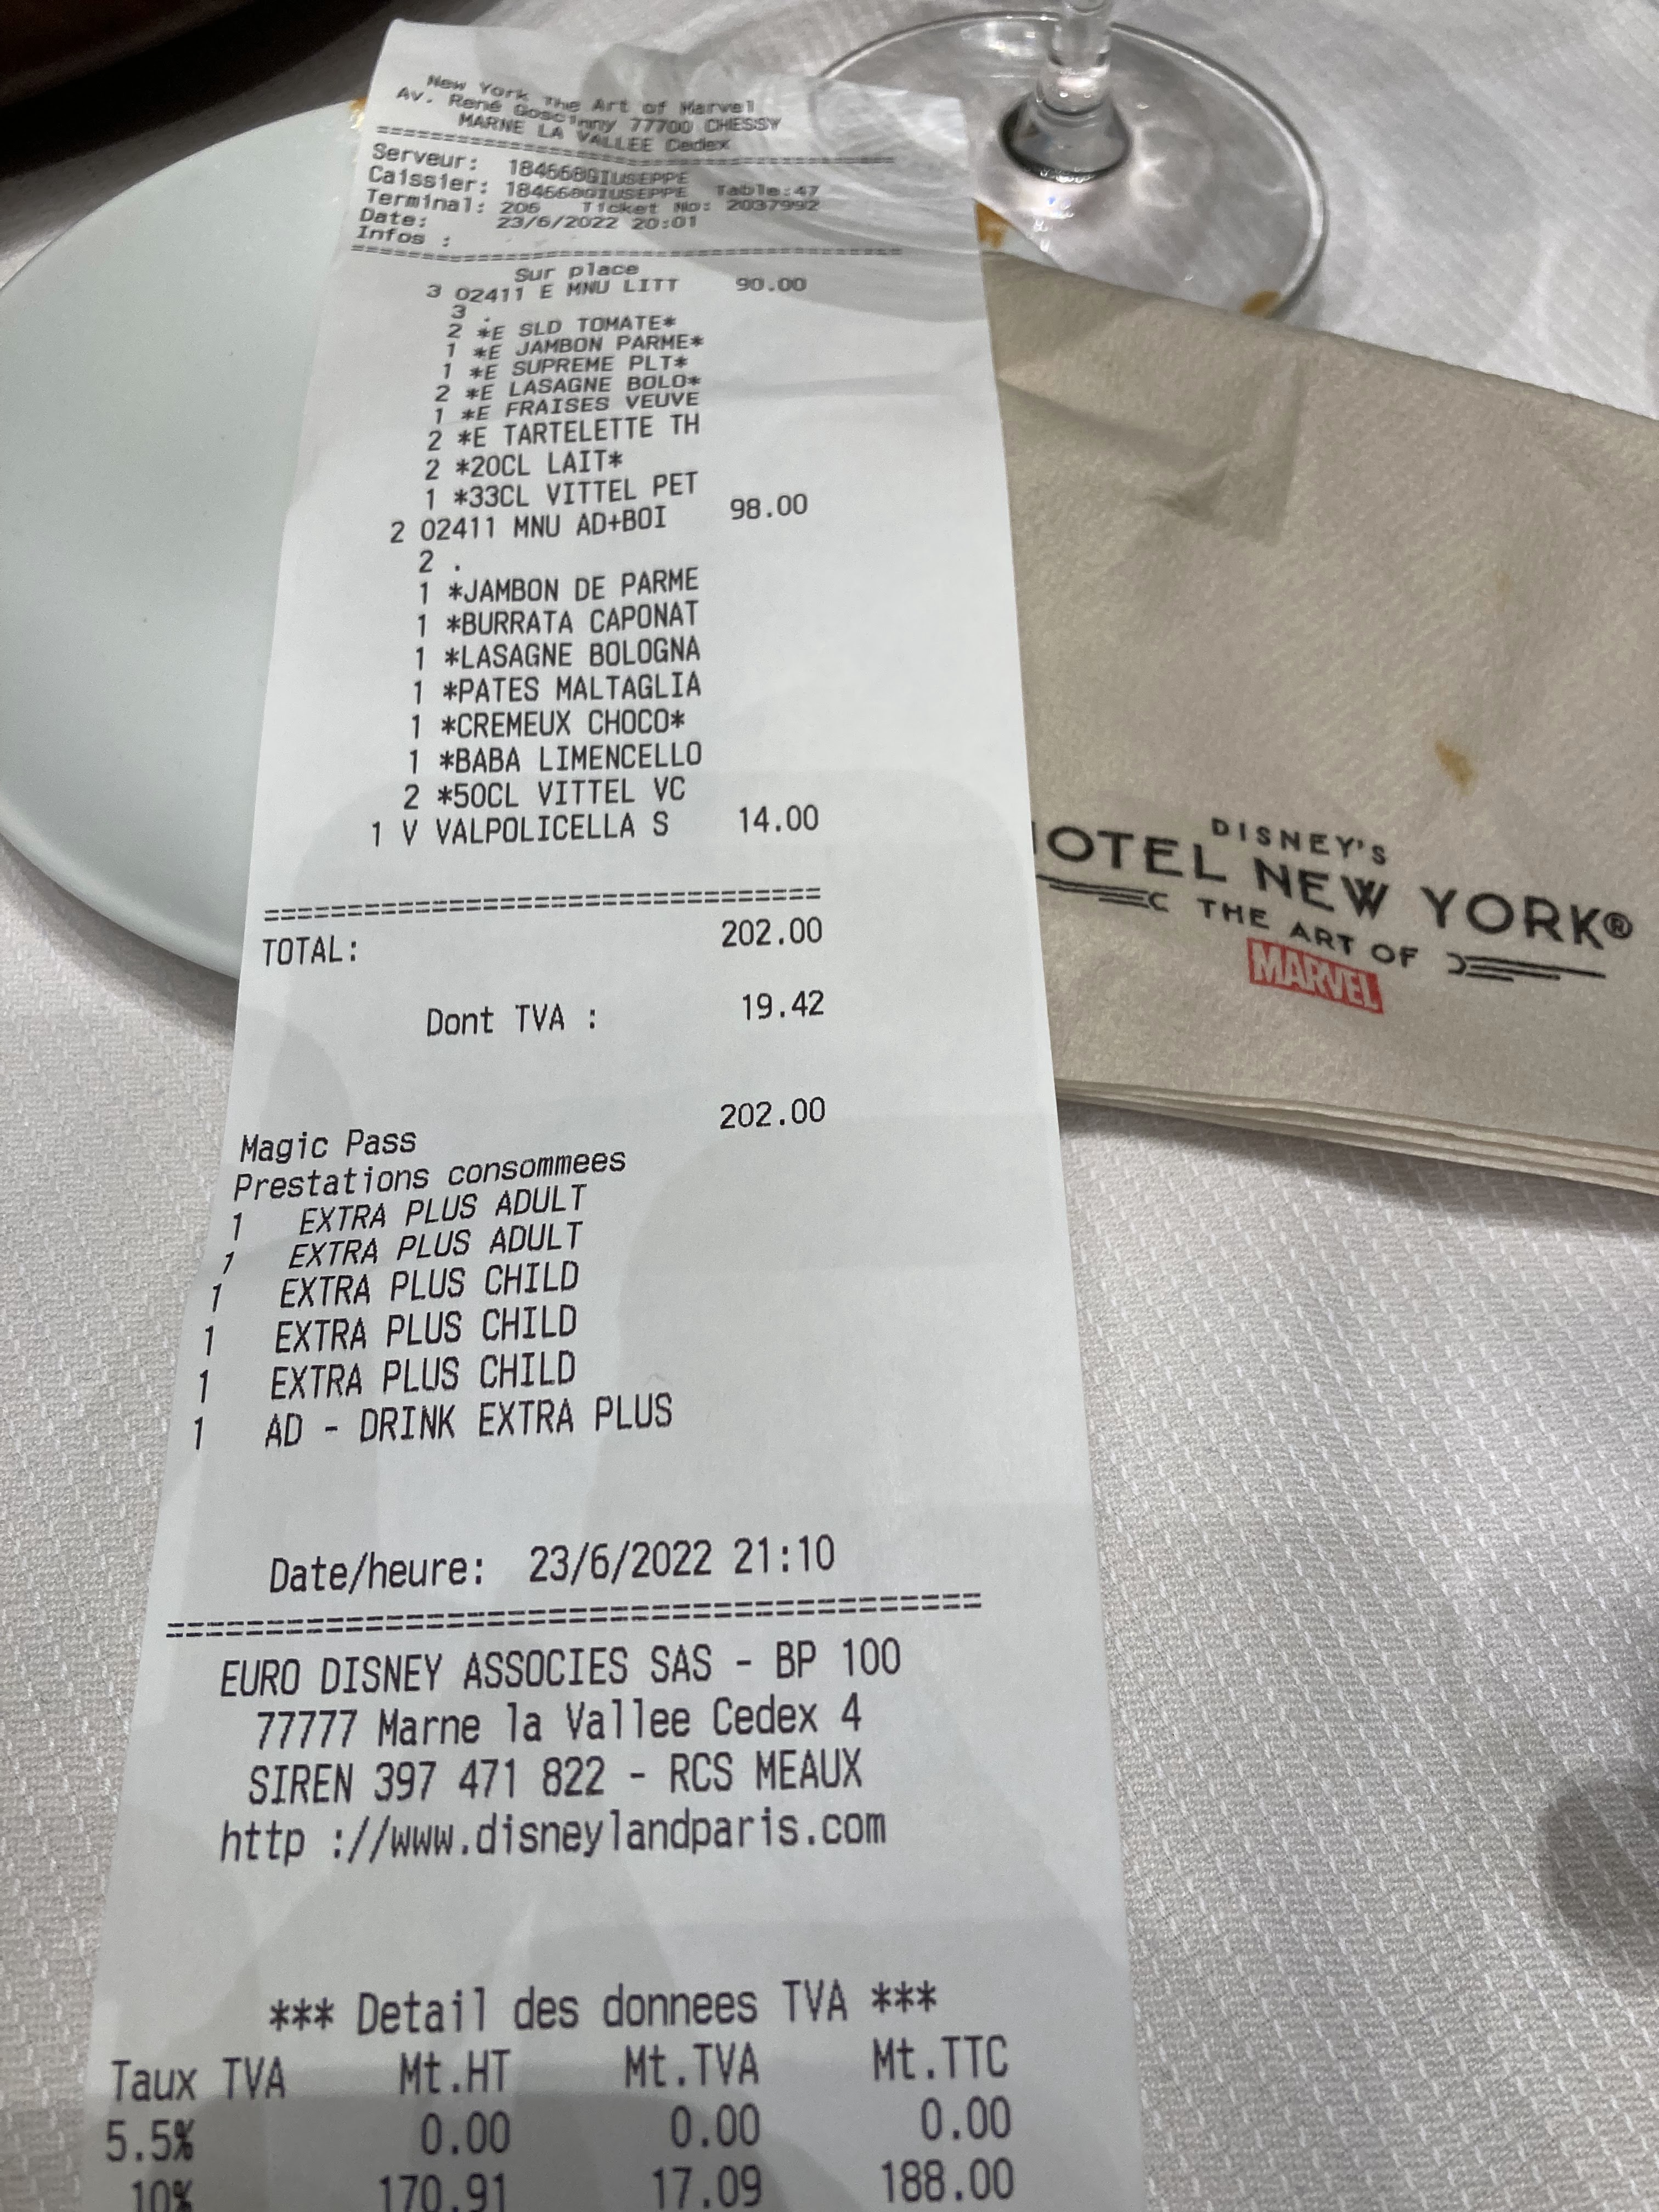 New York The Art of Marvel
Av. René Goscinny 77700 CHESSY
MARNE LA VALLEE Cedex
========================================
Serveur: 184668GIUSEPPE
Caissier: 184668GIUSEPPE Table:47
Terminal: 206 Ticket No: 2037992
Date: 23/6/2022 20:01
Infos :
========================================
Sur place
3 02411 E MNU LITT 90.00
3 .
2 *E SLD TOMATE*
1 *E JAMBON PARME*
1 *E SUPREME PLT*
2 *E LASAGNE BOLO*
1 *E FRAISES VEUVE
2 *E TARTELETTE TH
2 *20CL LAIT*
1 *33CL VITTEL PET
2 02411 MNU AD+BOI 98.00
2 .
1 *JAMBON DE PARME
1 *BURRATA CAPONAT
1 *LASAGNE BOLOGNA
1 *PATES MALTAGLIA
1 *CREMEUX CHOCO*
1 *BABA LIMENCELLO
2 *50CL VITTEL VC
1 V VALPOLICELLA S 14.00
==============================
TOTAL: 202.00
Dont TVA : 19.42
202.00
Magic Pass
Prestations consommees
1 EXTRA PLUS ADULT
1 EXTRA PLUS ADULT
1 EXTRA PLUS CHILD
1 EXTRA PLUS CHILD
1 EXTRA PLUS CHILD
1 AD - DRINK EXTRA PLUS
Date/heure: 23/6/2022 21:10
========================================
EURO DISNEY ASSOCIES SAS - BP 100
77777 Marne la Vallee Cedex 4
SIREN 397 471 822 - RCS MEAUX
http ://www.disneylandparis.com
*** Detail des donnees TVA ***
Taux TVA Mt.HT Mt.TVA Mt.TTC
5.5% 0.00 0.00 0.00
10% 170.91 17.09 188.00
DISNEY'S
OTEL NEW YORK®
THE ART OF
MARVEL